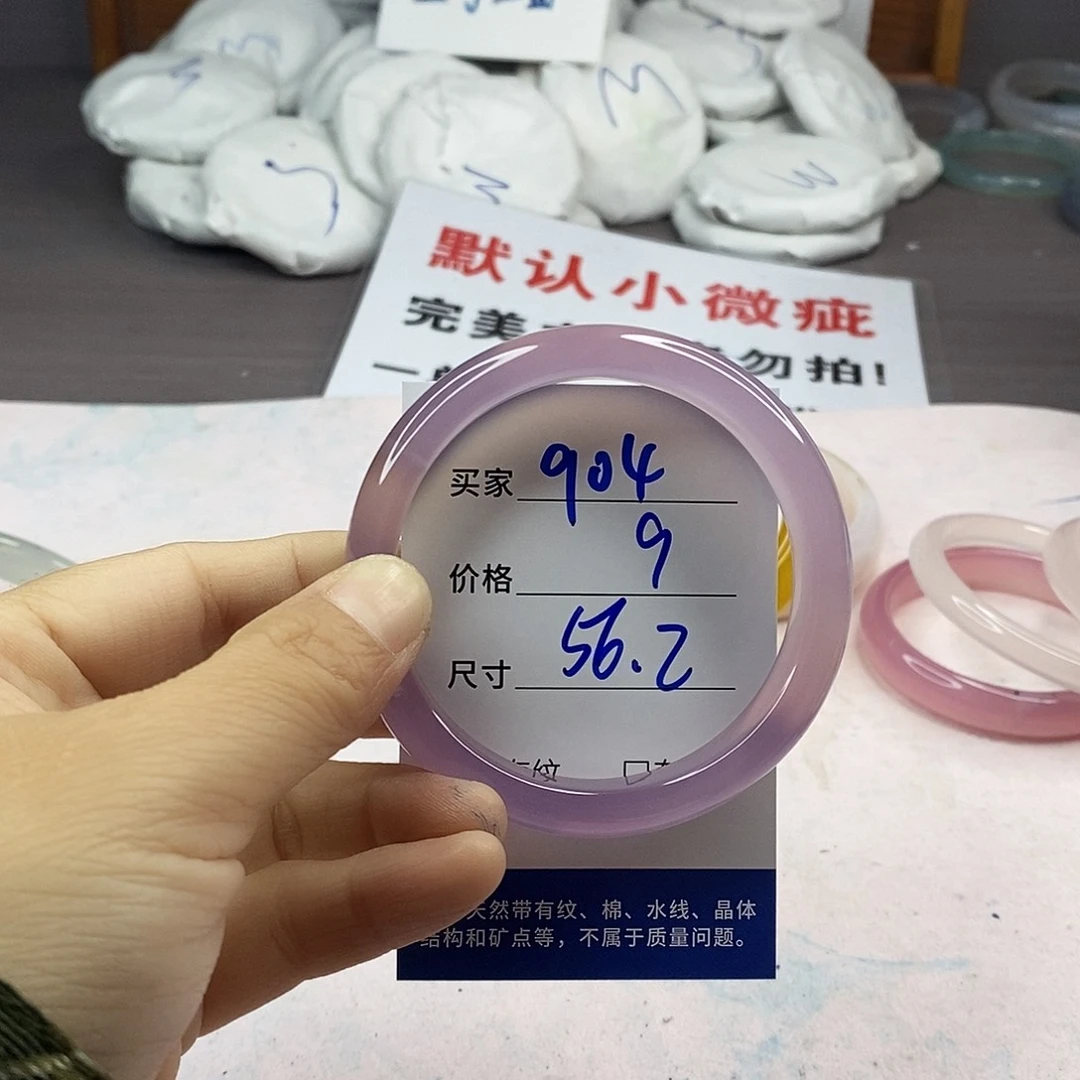 默认小微疵
完美
勿拍!
买家 904
价格 9
尺寸 56.2
天然带有纹、棉、水线、晶体
结构和矿点等，不属于质量问题。